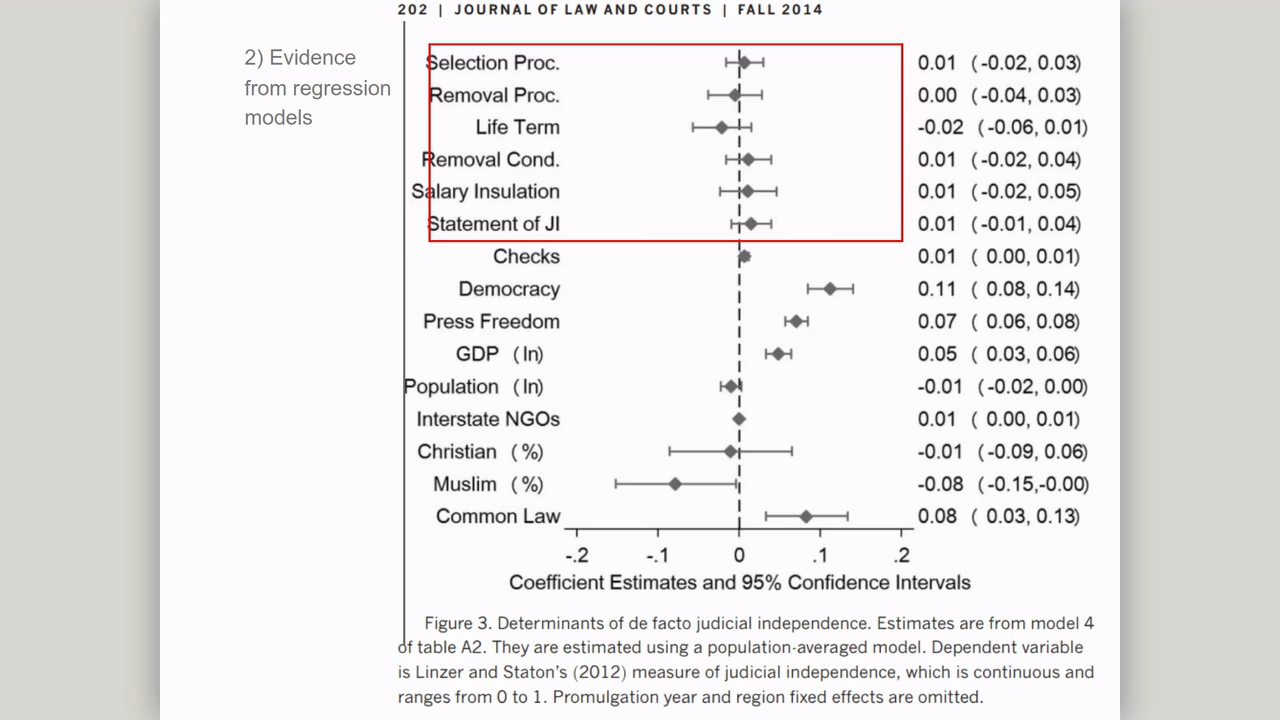 202 | JOURNAL OF LAW AND COURTS | FALL 2014
2) Evidence
from regression
models
Selection Proc. 0.01 (-0.02, 0.03)
Removal Proc. 0.00 (-0.04, 0.03)
Life Term -0.02 (-0.06, 0.01)
Removal Cond. 0.01 (-0.02, 0.04)
Salary Insulation 0.01 (-0.02, 0.05)
Statement of JI 0.01 (-0.01, 0.04)
Checks 0.01 ( 0.00, 0.01)
Democracy 0.11 ( 0.08, 0.14)
Press Freedom 0.07 ( 0.06, 0.08)
GDP (ln) 0.05 ( 0.03, 0.06)
Population (ln) -0.01 (-0.02, 0.00)
Interstate NGOs 0.01 ( 0.00, 0.01)
Christian (%) -0.01 (-0.09, 0.06)
Muslim (%) -0.08 (-0.15,-0.00)
Common Law 0.08 ( 0.03, 0.13)
-.2 -.1 0 .1 .2
Coefficient Estimates and 95% Confidence Intervals
Figure 3. Determinants of de facto judicial independence. Estimates are from model 4
of table A2. They are estimated using a population-averaged model. Dependent variable
is Linzer and Staton’s (2012) measure of judicial independence, which is continuous and
ranges from 0 to 1. Promulgation year and region fixed effects are omitted.